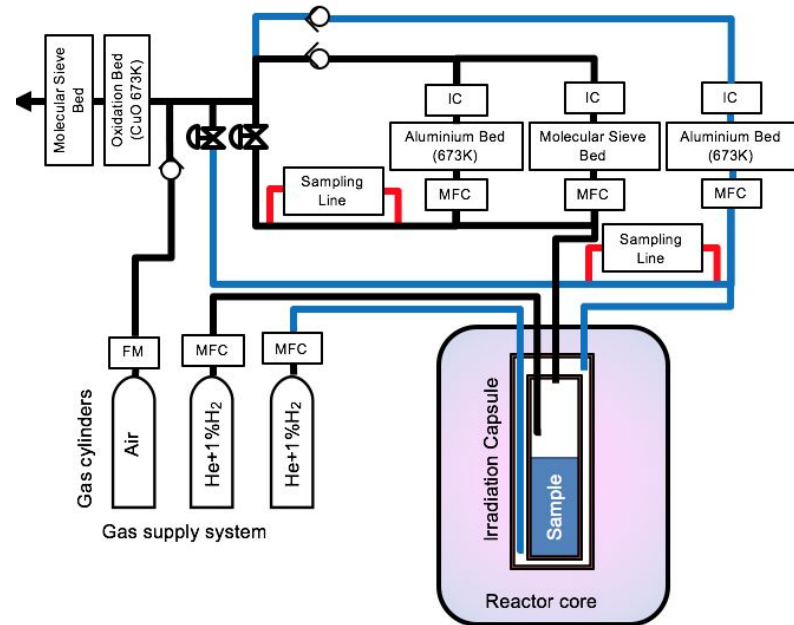 Molecular Sieve
Bed
Oxidation Bed
(CuO 673K)
IC
IC
IC
Aluminium Bed
(673K)
Molecular Sieve
Bed
Aluminium Bed
(673K)
Sampling
Line
MFC
MFC
MFC
Sampling
Line
FM
MFC
MFC
Gas cylinders
Air
He+1%H₂
He+1%H₂
Gas supply system
Irradiation Capsule
Sample
Reactor core